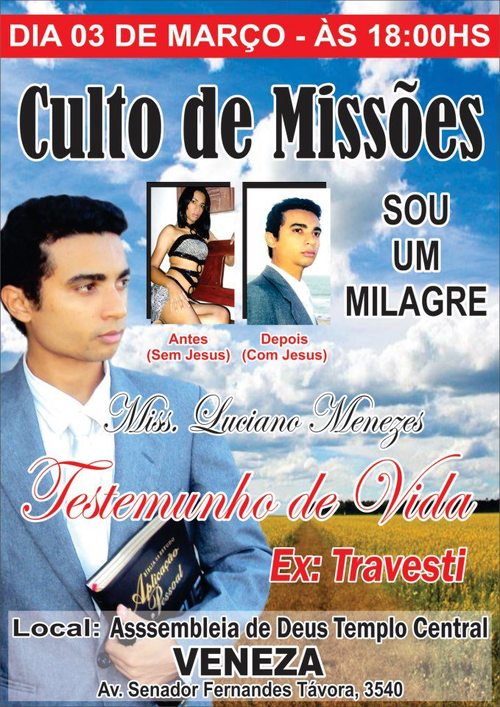 DIA 03 DE MARÇO - ÀS 18:00HS
Culto de Missões
SOU
UM
MILAGRE
Antes
(Sem Jesus)
Depois
(Com Jesus)
Miss. Luciano Menezes
Testemunho de Vida
Ex: Travesti
Aplicação
Pessoal
Local: Asssembleia de Deus Templo Central
VENEZA
Av. Senador Fernandes Távora, 3540